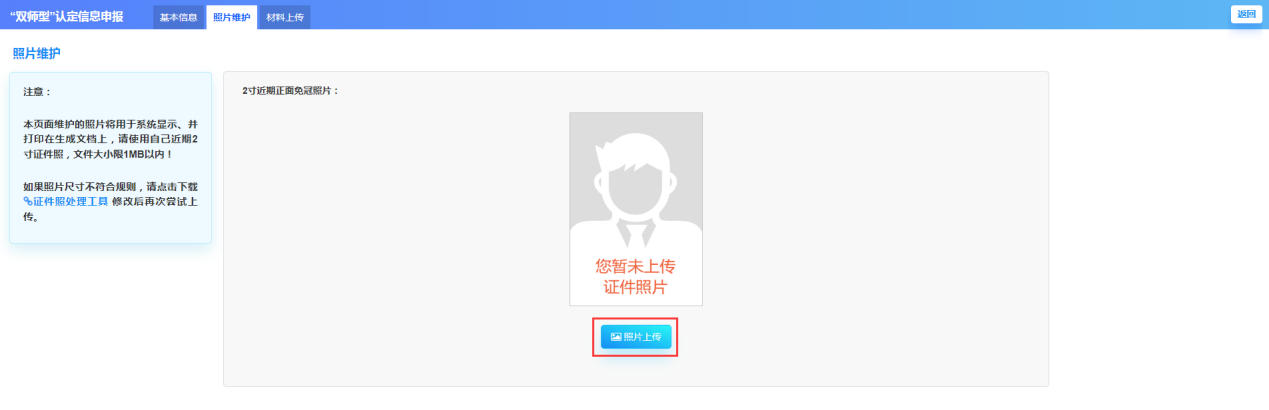 “双师型”认定信息申报 基本信息 照片维护 材料上传 返回
照片维护
注意：
本页面维护的照片将用于系统显示、并
打印在生成文档上，请使用自己近期2
寸证件照，文件大小限1MB以内！
如果照片尺寸不符合规则，请点击下载
证件照处理工具 修改后再次尝试上
传。
2寸近期正面免冠照片：
您暂未上传
证件照片
照片上传